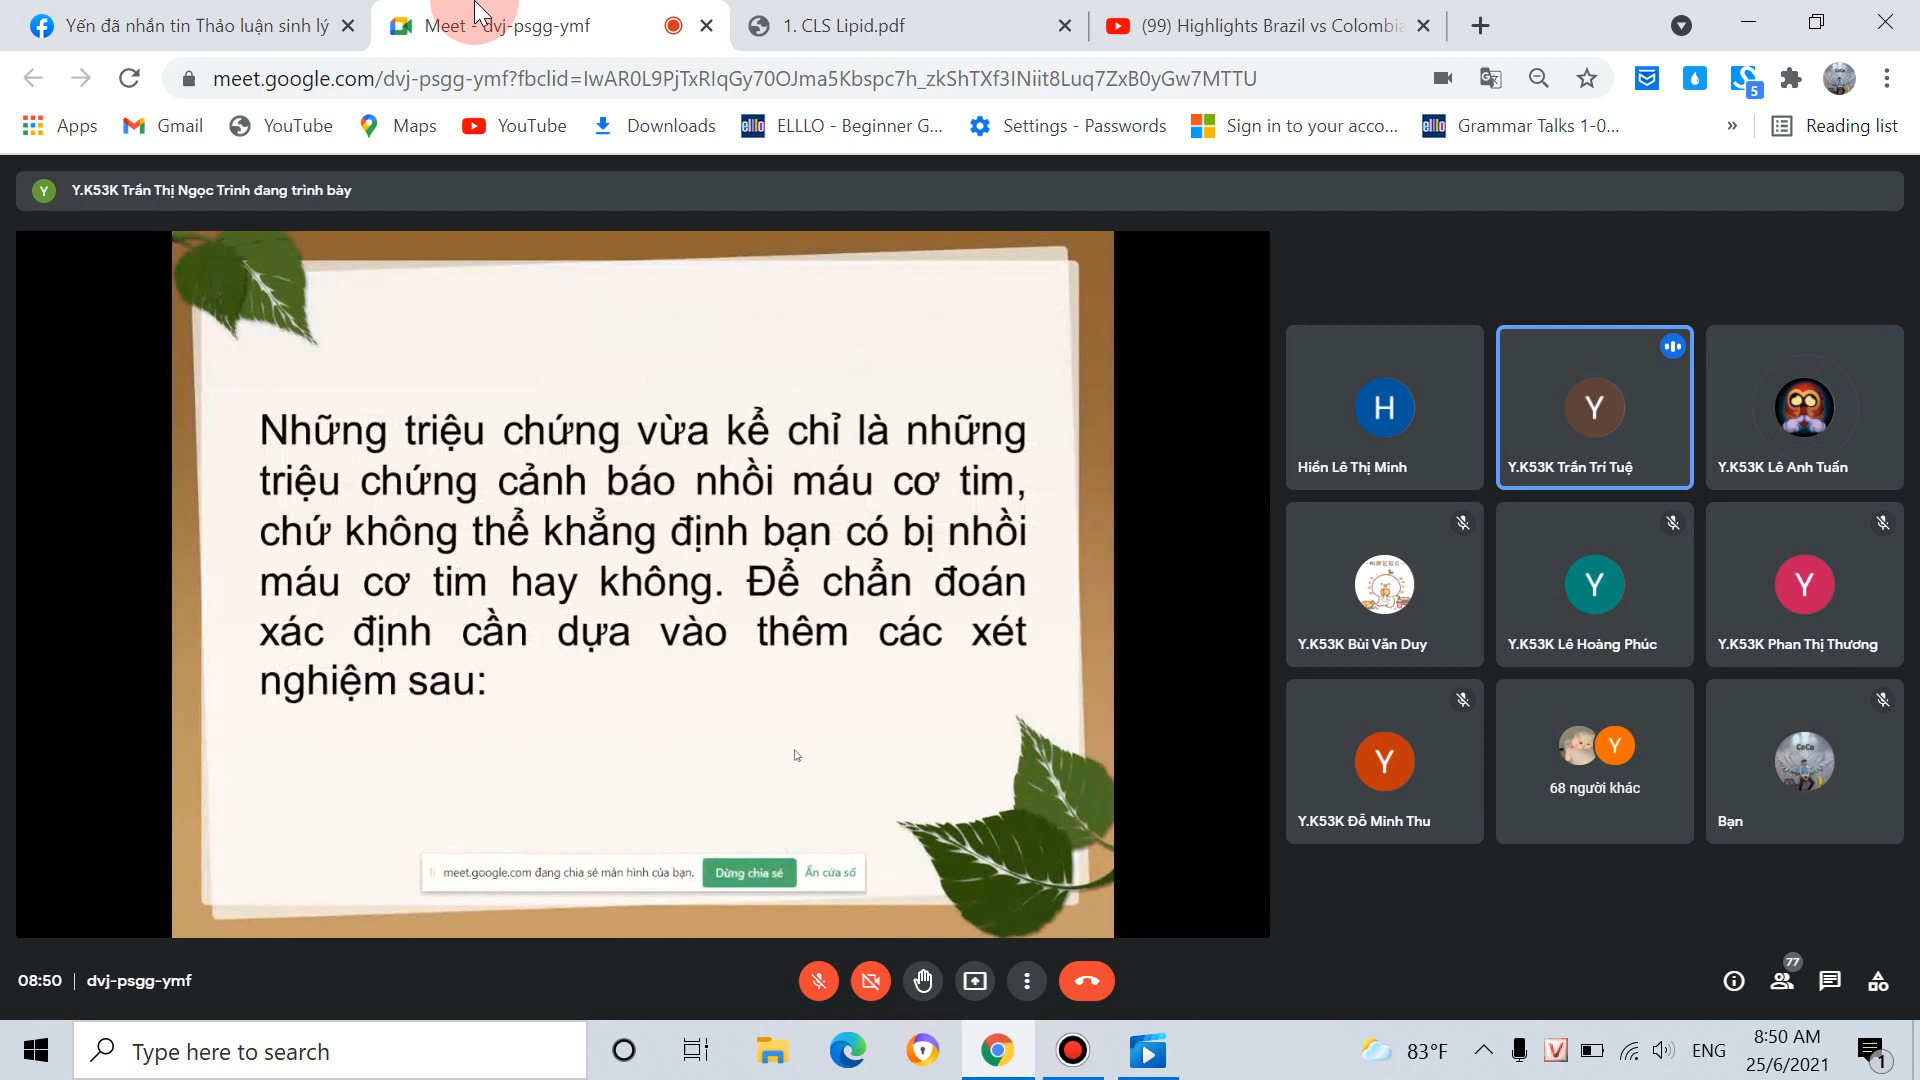 Yến đã nhắn tin Thảo luận sinh lý
Meet - dvj-psgg-ymf
1. CLS Lipid.pdf
(99) Highlights Brazil vs Colombia
meet.google.com/dvj-psgg-ymf?fbclid=IwAR0L9PjTxRIqGy70OJma5Kbspc7h_zkShTXf3INiit8Luq7ZxB0yGw7MTTU
5
Apps
Gmail
YouTube
Maps
YouTube
Downloads
ELLLO - Beginner G...
Settings - Passwords
Sign in to your acco...
Grammar Talks 1-0...
»
Reading list
Y
Y.K53K Trần Thị Ngọc Trinh đang trình bày
Những triệu chứng vừa kể chỉ là những
triệu chứng cảnh báo nhồi máu cơ tim,
chứ không thể khẳng định bạn có bị nhồi
máu cơ tim hay không. Để chẩn đoán
xác định cần dựa vào thêm các xét
nghiệm sau:
meet.google.com đang chia sẻ màn hình của bạn.
Dừng chia sẻ
Ẩn cửa sổ
H
Hiền Lê Thị Minh
Y
Y.K53K Trần Trí Tuệ
Y.K53K Lê Anh Tuấn
Y.K53K Bùi Văn Duy
Y
Y.K53K Lê Hoàng Phúc
Y
Y.K53K Phan Thị Thương
Y
Y.K53K Đỗ Minh Thu
Y
68 người khác
CoCo
Bạn
08:50 | dvj-psgg-ymf
77
Type here to search
83°F
V
ENG
8:50 AM
25/6/2021
1